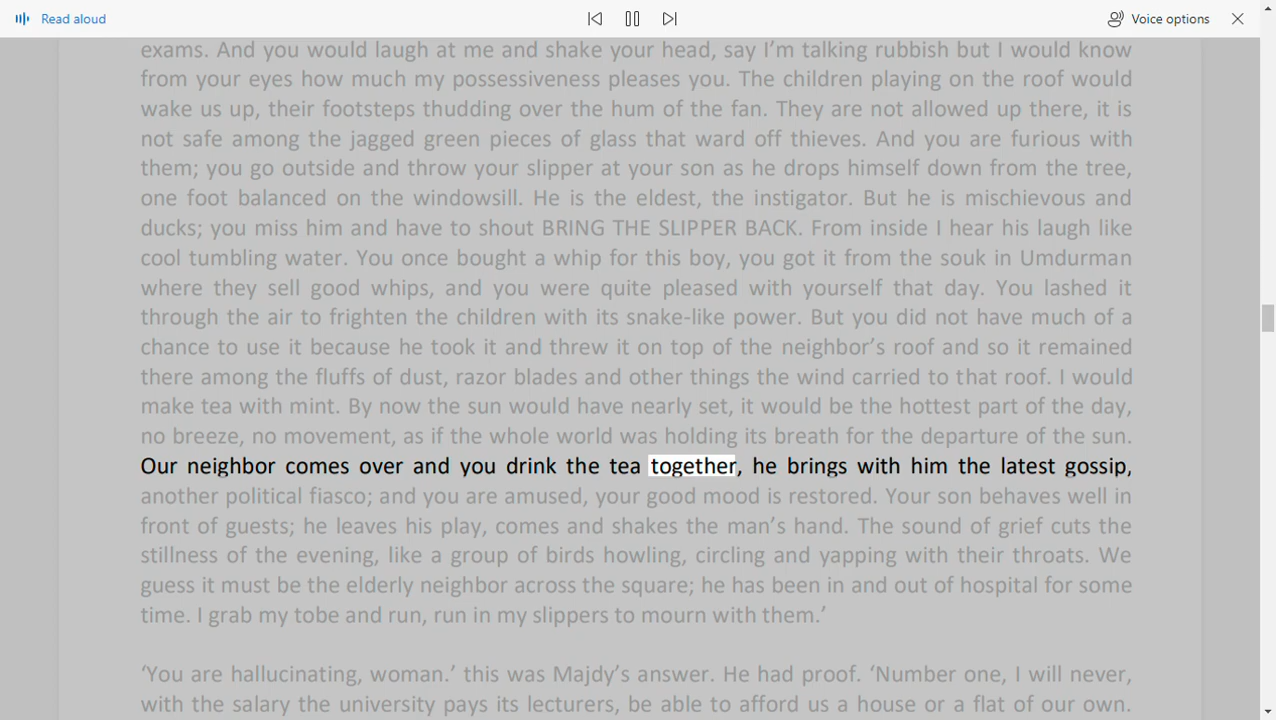 Read aloud
Voice options
exams. And you would laugh at me and shake your head, say I’m talking rubbish but I would know
from your eyes how much my possessiveness pleases you. The children playing on the roof would
wake us up, their footsteps thudding over the hum of the fan. They are not allowed up there, it is
not safe among the jagged green pieces of glass that ward off thieves. And you are furious with
them; you go outside and throw your slipper at your son as he drops himself down from the tree,
one foot balanced on the windowsill. He is the eldest, the instigator. But he is mischievous and
ducks; you miss him and have to shout BRING THE SLIPPER BACK. From inside I hear his laugh like
cool tumbling water. You once bought a whip for this boy, you got it from the souk in Umdurman
where they sell good whips, and you were quite pleased with yourself that day. You lashed it
through the air to frighten the children with its snake-like power. But you did not have much of a
chance to use it because he took it and threw it on top of the neighbor’s roof and so it remained
there among the fluffs of dust, razor blades and other things the wind carried to that roof. I would
make tea with mint. By now the sun would have nearly set, it would be the hottest part of the day,
no breeze, no movement, as if the whole world was holding its breath for the departure of the sun.
Our neighbor comes over and you drink the tea together, he brings with him the latest gossip,
another political fiasco; and you are amused, your good mood is restored. Your son behaves well in
front of guests; he leaves his play, comes and shakes the man’s hand. The sound of grief cuts the
stillness of the evening, like a group of birds howling, circling and yapping with their throats. We
guess it must be the elderly neighbor across the square; he has been in and out of hospital for some
time. I grab my tobe and run, run in my slippers to mourn with them.’
‘You are hallucinating, woman.’ this was Majdy’s answer. He had proof. ‘Number one, I will never,
with the salary the university pays its lecturers, be able to afford us a house or a flat of our own.